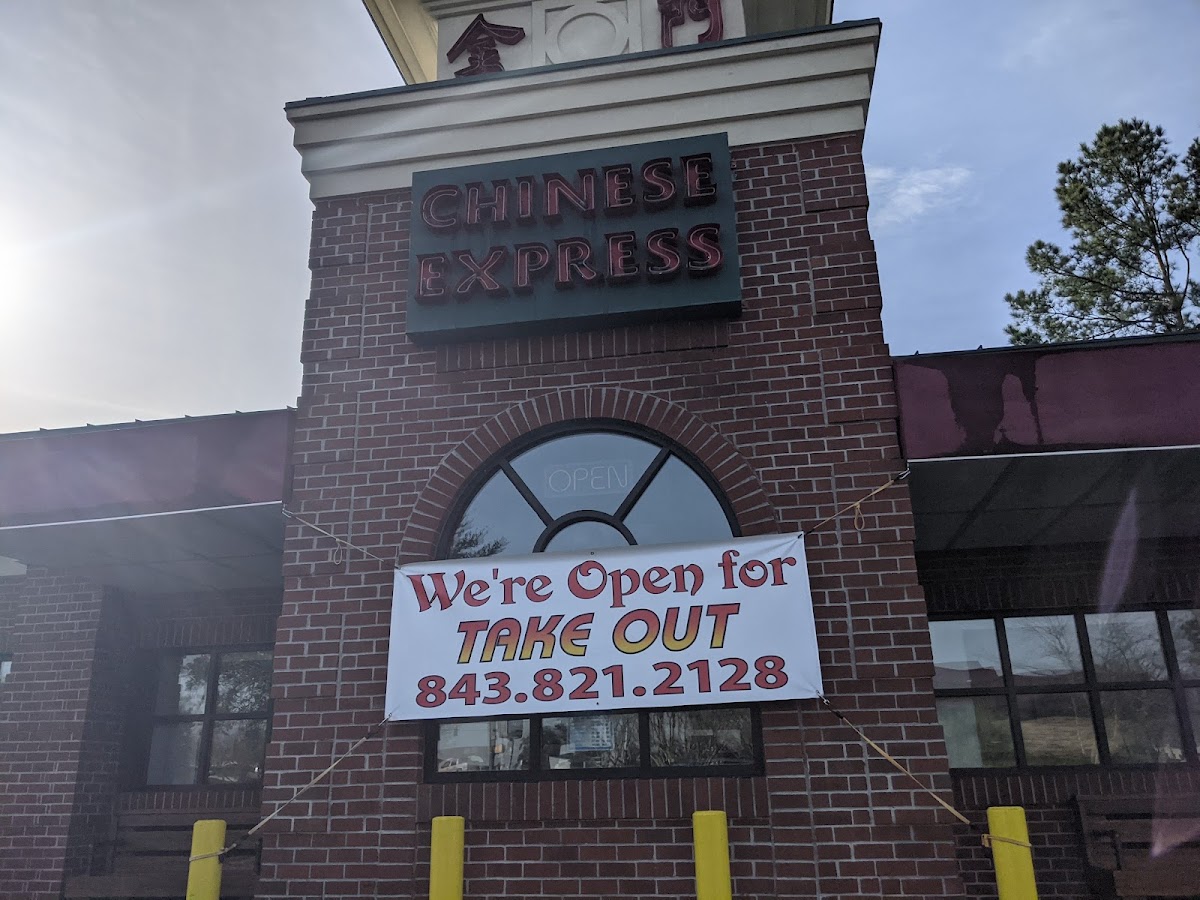 金 門
CHINESE
EXPRESS
OPEN
We're Open for
TAKE OUT
843.821.2128